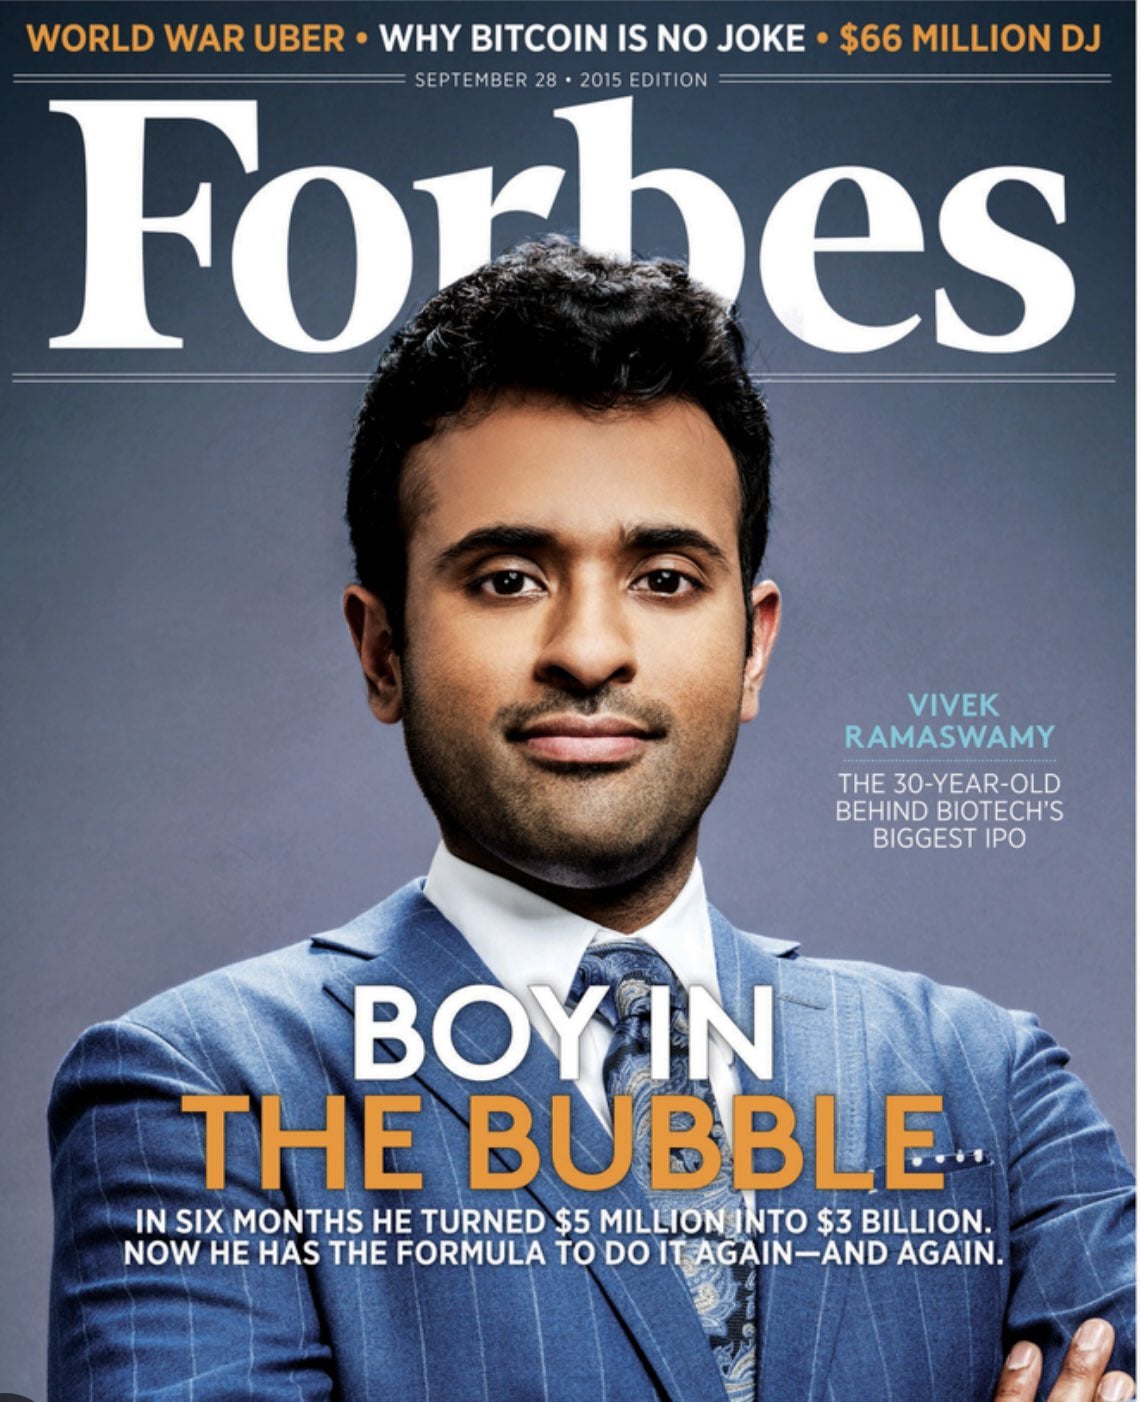 WORLD WAR UBER • WHY BITCOIN IS NO JOKE • $66 MILLION DJ
SEPTEMBER 28 • 2015 EDITION
Forbes
VIVEK
RAMASWAMY
THE 30-YEAR-OLD
BEHIND BIOTECH'S
BIGGEST IPO
BOY IN
THE BUBBLE
IN SIX MONTHS HE TURNED $5 MILLION INTO $3 BILLION.
NOW HE HAS THE FORMULA TO DO IT AGAIN—AND AGAIN.